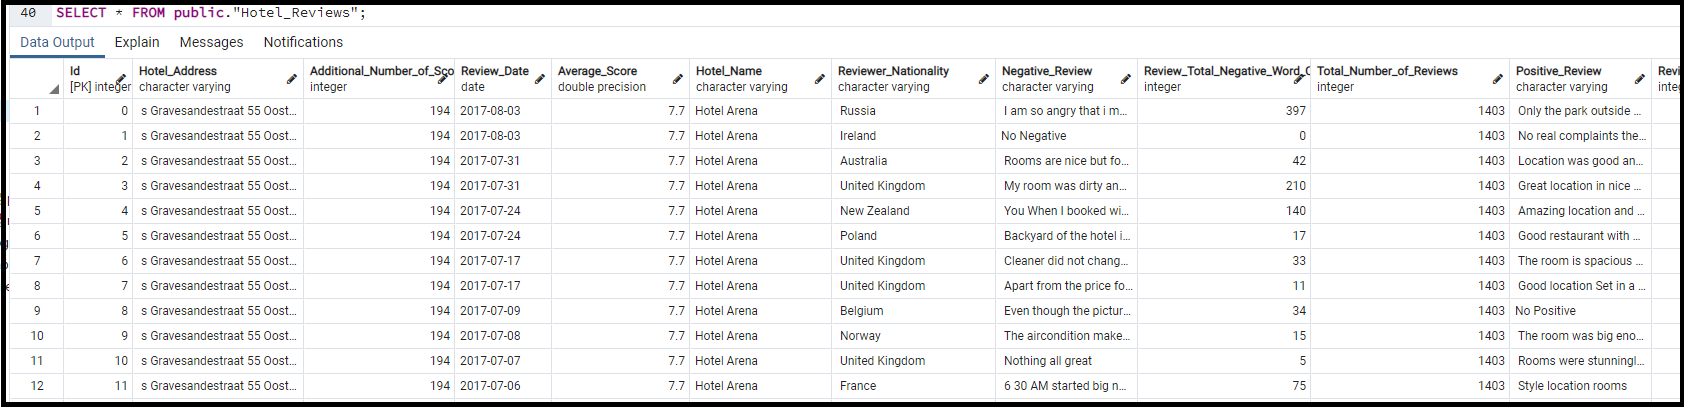 40 SELECT * FROM public."Hotel_Reviews";
Data Output Explain Messages Notifications
Id Hotel_Address Additional_Number_of_Sco Review_Date Average_Score Hotel_Name Reviewer_Nationality Negative_Review Review_Total_Negative_Word_C Total_Number_of_Reviews Positive_Review Revi
[PK] integer character varying integer date double precision character varying character varying character varying integer integer character varying integ
1 0 s Gravesandestraat 55 Oost... 194 2017-08-03 7.7 Hotel Arena Russia I am so angry that i m... 397 1403 Only the park outside ...
2 1 s Gravesandestraat 55 Oost... 194 2017-08-03 7.7 Hotel Arena Ireland No Negative 0 1403 No real complaints the...
3 2 s Gravesandestraat 55 Oost... 194 2017-07-31 7.7 Hotel Arena Australia Rooms are nice but fo... 42 1403 Location was good an...
4 3 s Gravesandestraat 55 Oost... 194 2017-07-31 7.7 Hotel Arena United Kingdom My room was dirty an... 210 1403 Great location in nice ...
5 4 s Gravesandestraat 55 Oost... 194 2017-07-24 7.7 Hotel Arena New Zealand You When I booked wi... 140 1403 Amazing location and ...
6 5 s Gravesandestraat 55 Oost... 194 2017-07-24 7.7 Hotel Arena Poland Backyard of the hotel i... 17 1403 Good restaurant with ...
7 6 s Gravesandestraat 55 Oost... 194 2017-07-17 7.7 Hotel Arena United Kingdom Cleaner did not chang... 33 1403 The room is spacious ...
8 7 s Gravesandestraat 55 Oost... 194 2017-07-17 7.7 Hotel Arena United Kingdom Apart from the price fo... 11 1403 Good location Set in a ...
9 8 s Gravesandestraat 55 Oost... 194 2017-07-09 7.7 Hotel Arena Belgium Even though the pictur... 34 1403 No Positive
10 9 s Gravesandestraat 55 Oost... 194 2017-07-08 7.7 Hotel Arena Norway The aircondition make... 15 1403 The room was big eno...
11 10 s Gravesandestraat 55 Oost... 194 2017-07-07 7.7 Hotel Arena United Kingdom Nothing all great 5 1403 Rooms were stunningl...
12 11 s Gravesandestraat 55 Oost... 194 2017-07-06 7.7 Hotel Arena France 6 30 AM started big n... 75 1403 Style location rooms